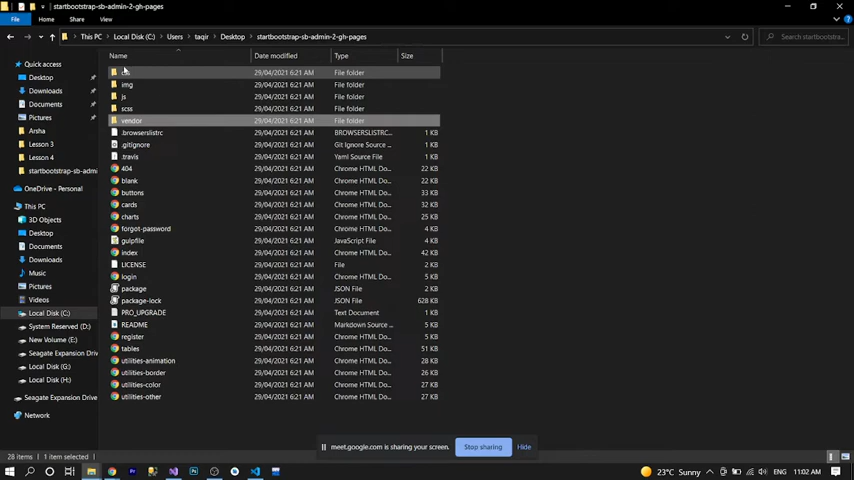 startbootstrap-sb-admin-2-gh-pages
File Home Share View
This PC Local Disk (C:) Users taqir Desktop startbootstrap-sb-admin-2-gh-pages
Search startbootstrap-...
Name Date modified Type Size
Quick access
Desktop
Downloads
Documents
Pictures
Arsha
Lesson 3
Lesson 4
startbootstrap-sb-admi
OneDrive - Personal
This PC
3D Objects
Desktop
Documents
Downloads
Music
Pictures
Videos
Local Disk (C:)
System Reserved (D:)
New Volume (E:)
Seagate Expansion Driv
Local Disk (G:)
Local Disk (H:)
Seagate Expansion Drive
Network
css 29/04/2021 6:21 AM File folder
img 29/04/2021 6:21 AM File folder
js 29/04/2021 6:21 AM File folder
scss 29/04/2021 6:21 AM File folder
vendor 29/04/2021 6:21 AM File folder
.browserslistrc 29/04/2021 6:21 AM BROWSERSLISTRC... 1 KB
.gitignore 29/04/2021 6:21 AM Git Ignore Source ... 1 KB
.travis 29/04/2021 6:21 AM Yaml Source File 1 KB
404 29/04/2021 6:21 AM Chrome HTML Do... 22 KB
blank 29/04/2021 6:21 AM Chrome HTML Do... 22 KB
buttons 29/04/2021 6:21 AM Chrome HTML Do... 33 KB
cards 29/04/2021 6:21 AM Chrome HTML Do... 32 KB
charts 29/04/2021 6:21 AM Chrome HTML Do... 25 KB
forgot-password 29/04/2021 6:21 AM Chrome HTML Do... 4 KB
gulpfile 29/04/2021 6:21 AM JavaScript File 4 KB
index 29/04/2021 6:21 AM Chrome HTML Do... 42 KB
LICENSE 29/04/2021 6:21 AM File 2 KB
login 29/04/2021 6:21 AM Chrome HTML Do... 5 KB
package 29/04/2021 6:21 AM JSON File 2 KB
package-lock 29/04/2021 6:21 AM JSON File 628 KB
PRO_UPGRADE 29/04/2021 6:21 AM Text Document 1 KB
README 29/04/2021 6:21 AM Markdown Source ... 5 KB
register 29/04/2021 6:21 AM Chrome HTML Do... 5 KB
tables 29/04/2021 6:21 AM Chrome HTML Do... 51 KB
utilities-animation 29/04/2021 6:21 AM Chrome HTML Do... 28 KB
utilities-border 29/04/2021 6:21 AM Chrome HTML Do... 26 KB
utilities-color 29/04/2021 6:21 AM Chrome HTML Do... 27 KB
utilities-other 29/04/2021 6:21 AM Chrome HTML Do... 27 KB
meet.google.com is sharing your screen. Stop sharing Hide
28 items 1 item selected
23°C Sunny ENG 11:02 AM